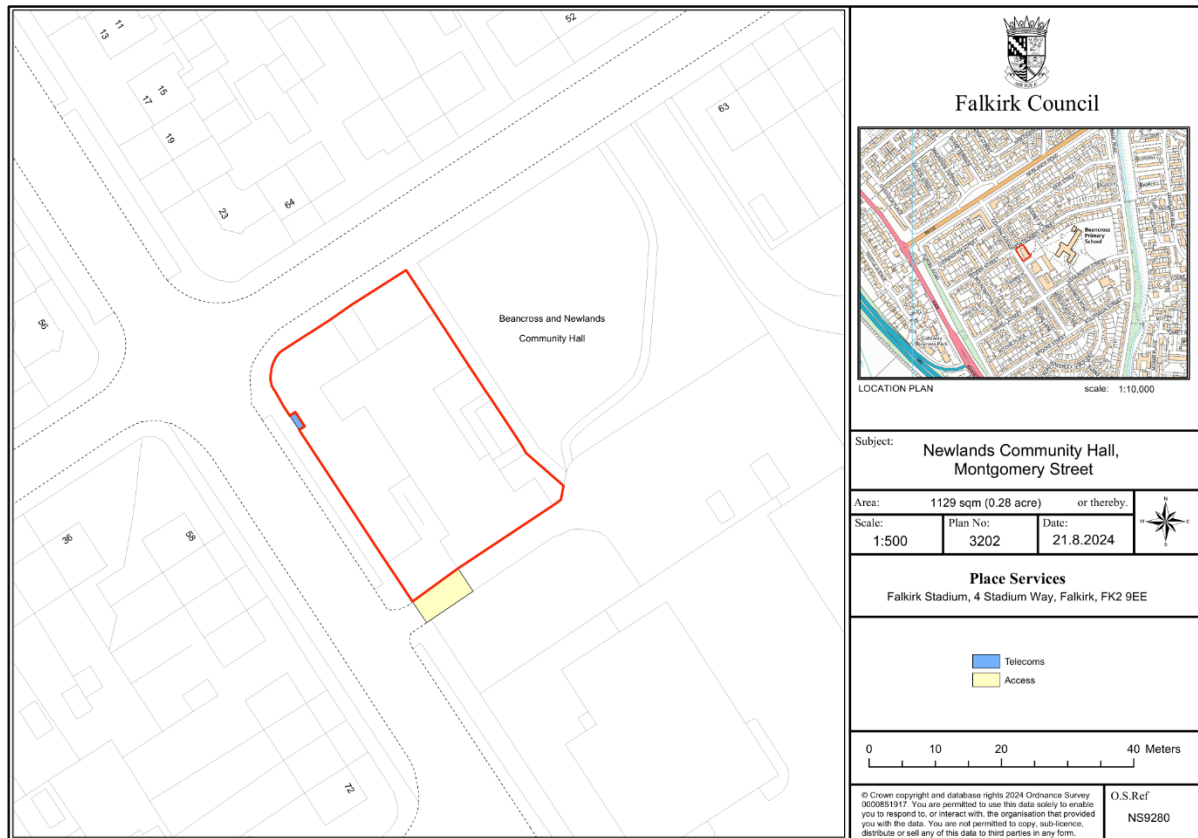 52
11
13
15
17
63
19
64
23
56
Beancross and Newlands
Community Hall
36
58
72
Falkirk Council
Beancross
Primary
School
LOCATION PLAN
scale: 1:10,000
Subject:
Newlands Community Hall,
Montgomery Street
Area:
1129 sqm (0.28 acre)
or thereby.
Scale:
1:500
Plan No:
3202
Date:
21.8.2024
N
W
E
S
Place Services
Falkirk Stadium, 4 Stadium Way, Falkirk, FK2 9EE
Telecoms
Access
0 10 20 40 Meters
© Crown copyright and database rights 2024 Ordnance Survey
0000851917. You are permitted to use this data solely to enable
you to respond to, or interact with, the organisation that provided
you with the data. You are not permitted to copy, sub-licence,
distribute or sell any of this data to third parties in any form.
O.S.Ref
NS9280